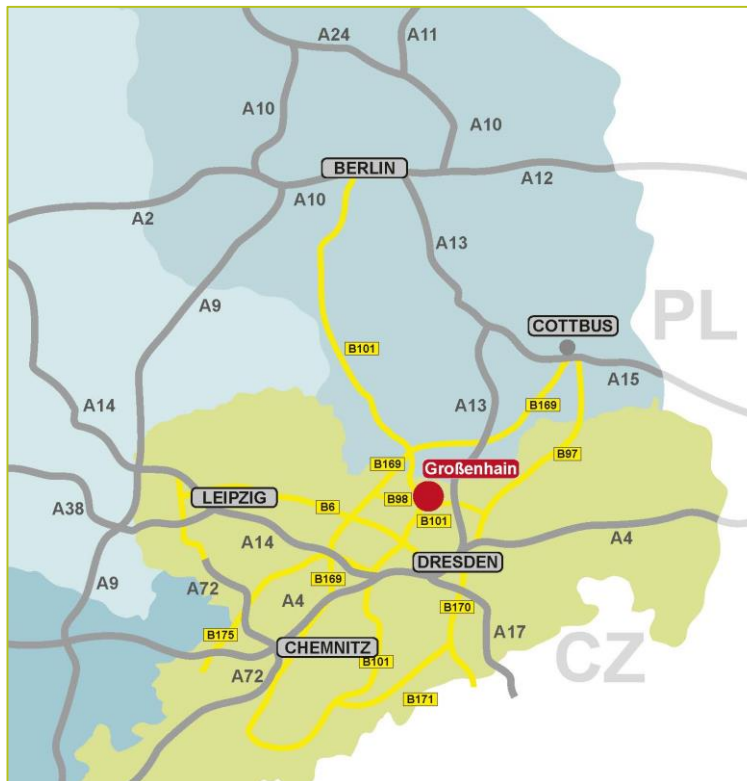 A24
A11
A10
A10
BERLIN
A12
A10
A2
A13
A9
PL
COTTBUS
B101
A15
A14
A13
B169
B97
B169
Großenhain
LEIPZIG
B98
B6
A38
B101
A14
A4
DRESDEN
A9
A72
B169
A4
B170
A17
B175
CHEMNITZ
CZ
B101
A72
B171